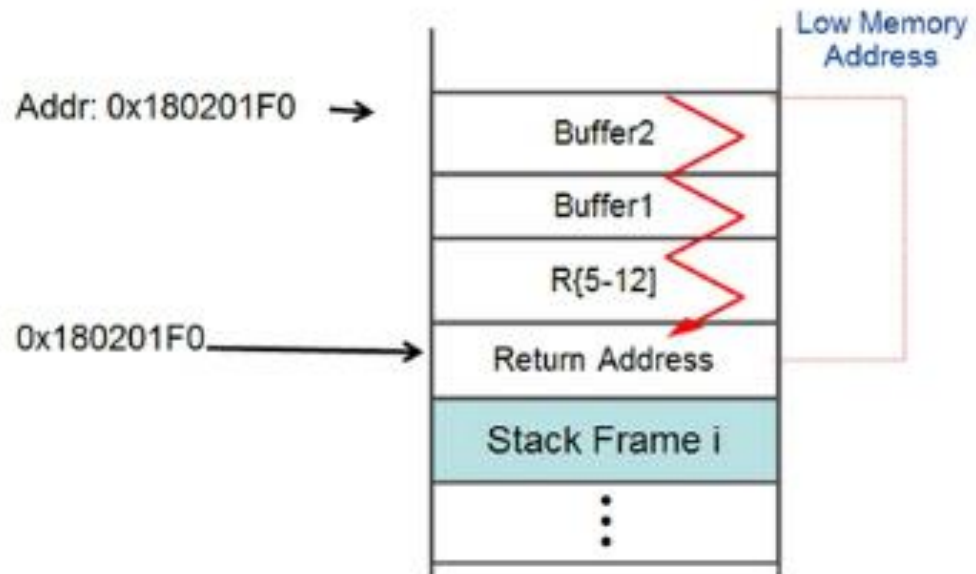 Low Memory
Address
Addr: 0x180201F0
Buffer2
Buffer1
R{5-12]
0x180201F0
Return Address
Stack Frame i